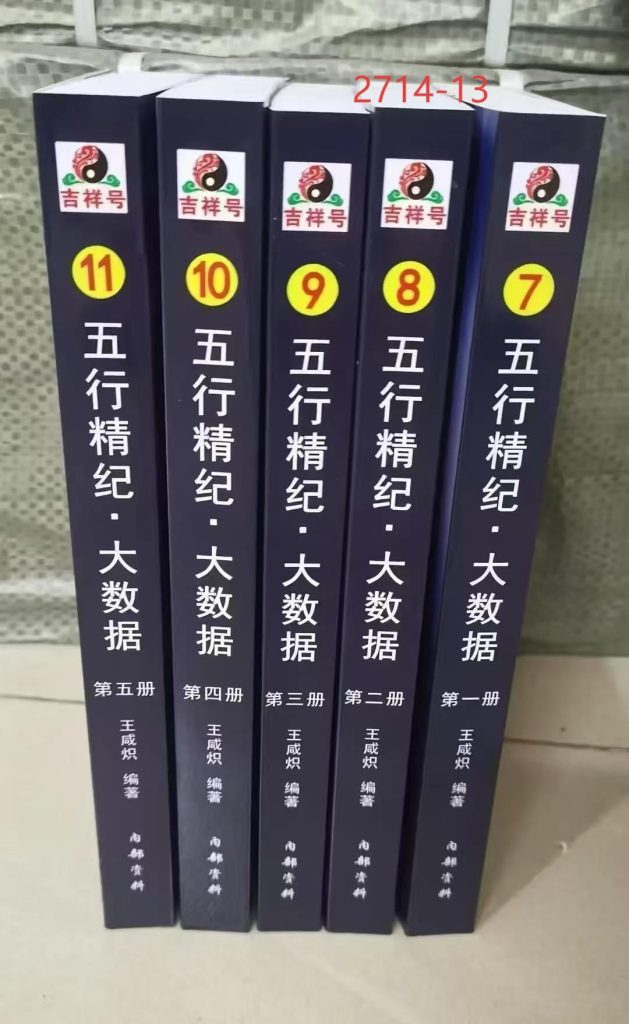 2714-13
吉祥号
11
五行精纪·大数据
第五册
王咸炽 编著
内部资料
吉祥号
10
五行精纪·大数据
第四册
王咸炽 编著
内部资料
吉祥号
9
五行精纪·大数据
第三册
王咸炽 编著
内部资料
吉祥号
8
五行精纪·大数据
第二册
王咸炽 编著
内部资料
吉祥号
7
五行精纪·大数据
第一册
王咸炽 编著
内部资料